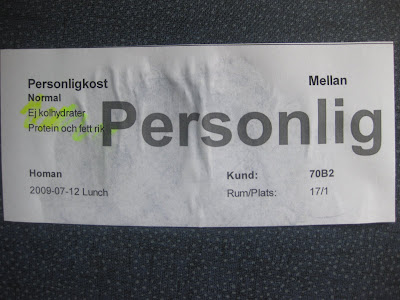 Personligkost Mellan
Normal
Ej kolhydrater
Protein och fett rik
Personlig
Homan Kund: 70B2
2009-07-12 Lunch Rum/Plats: 17/1